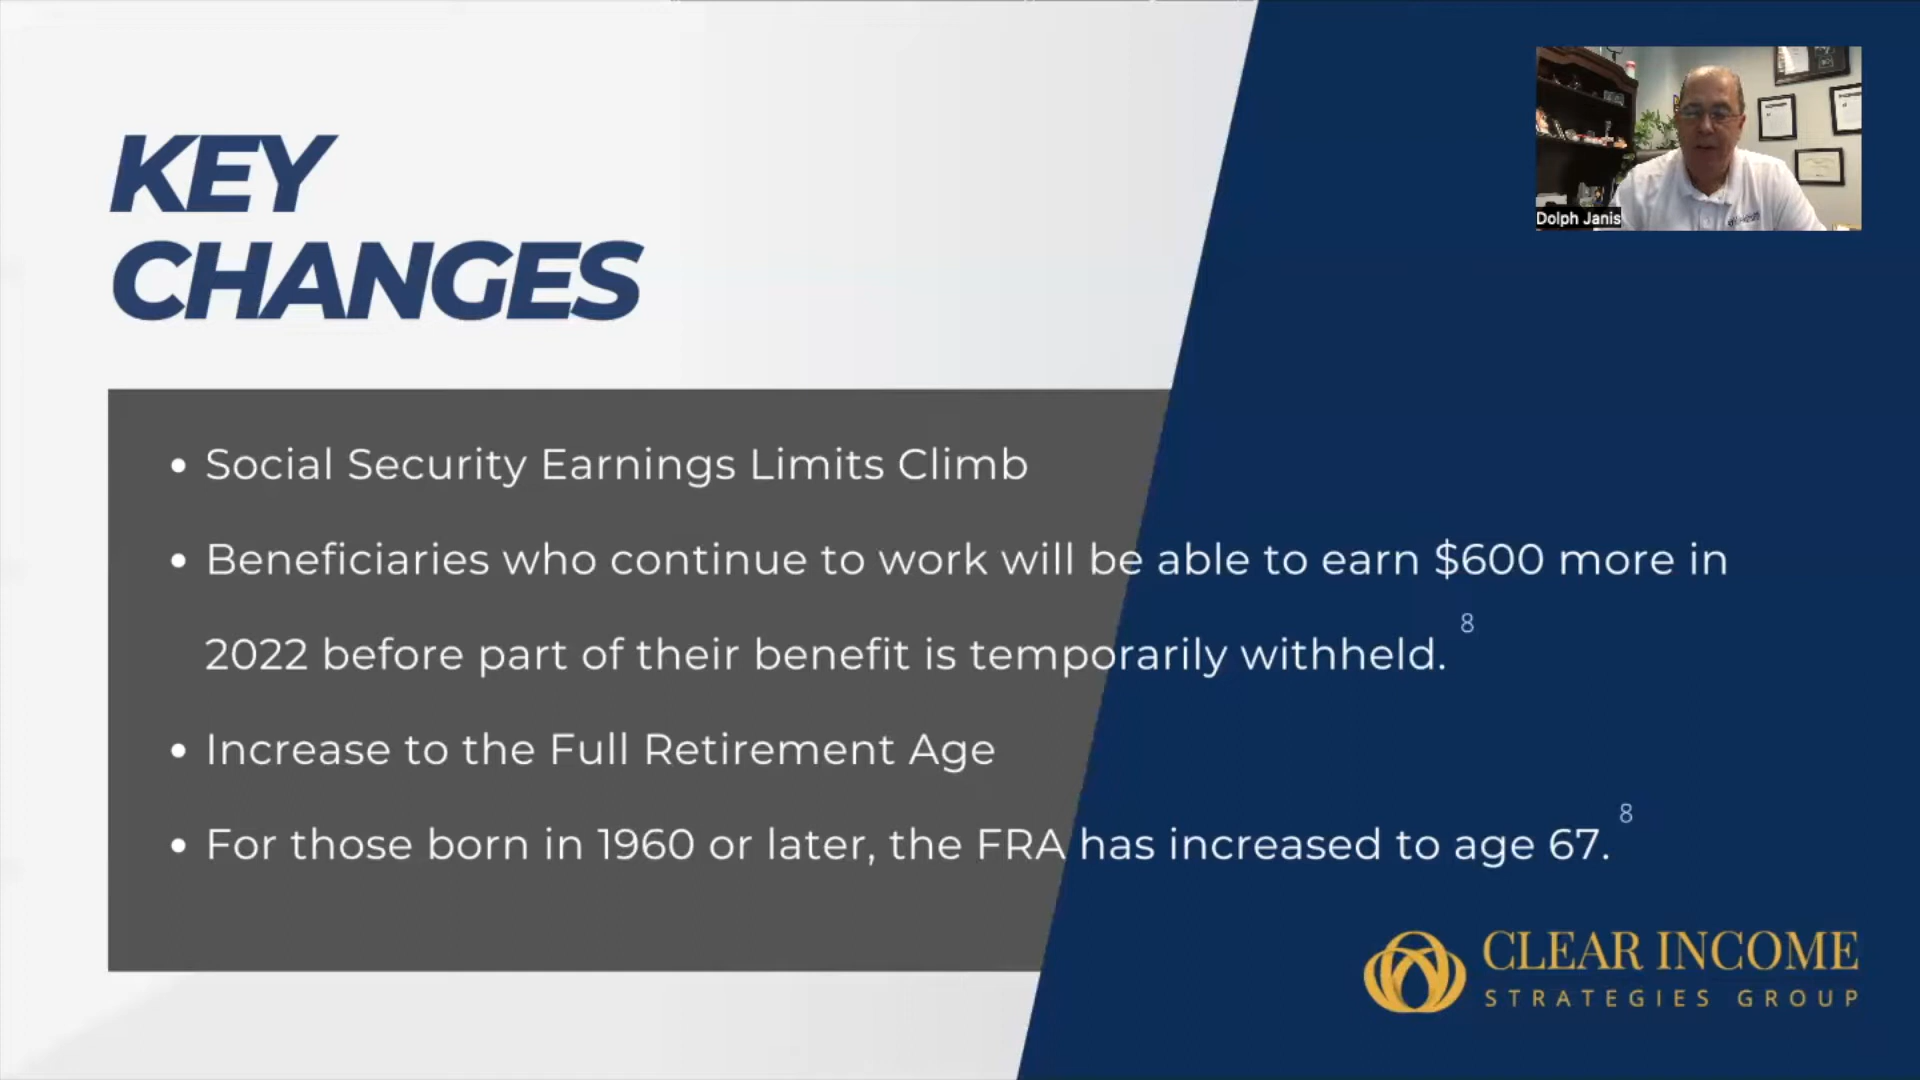 KEY
CHANGES
Dolph Janis
• Social Security Earnings Limits Climb
• Beneficiaries who continue to work will be able to earn $600 more in
2022 before part of their benefit is temporarily withheld. 8
• Increase to the Full Retirement Age
• For those born in 1960 or later, the FRA has increased to age 67. 8
CLEAR INCOME
STRATEGIES GROUP